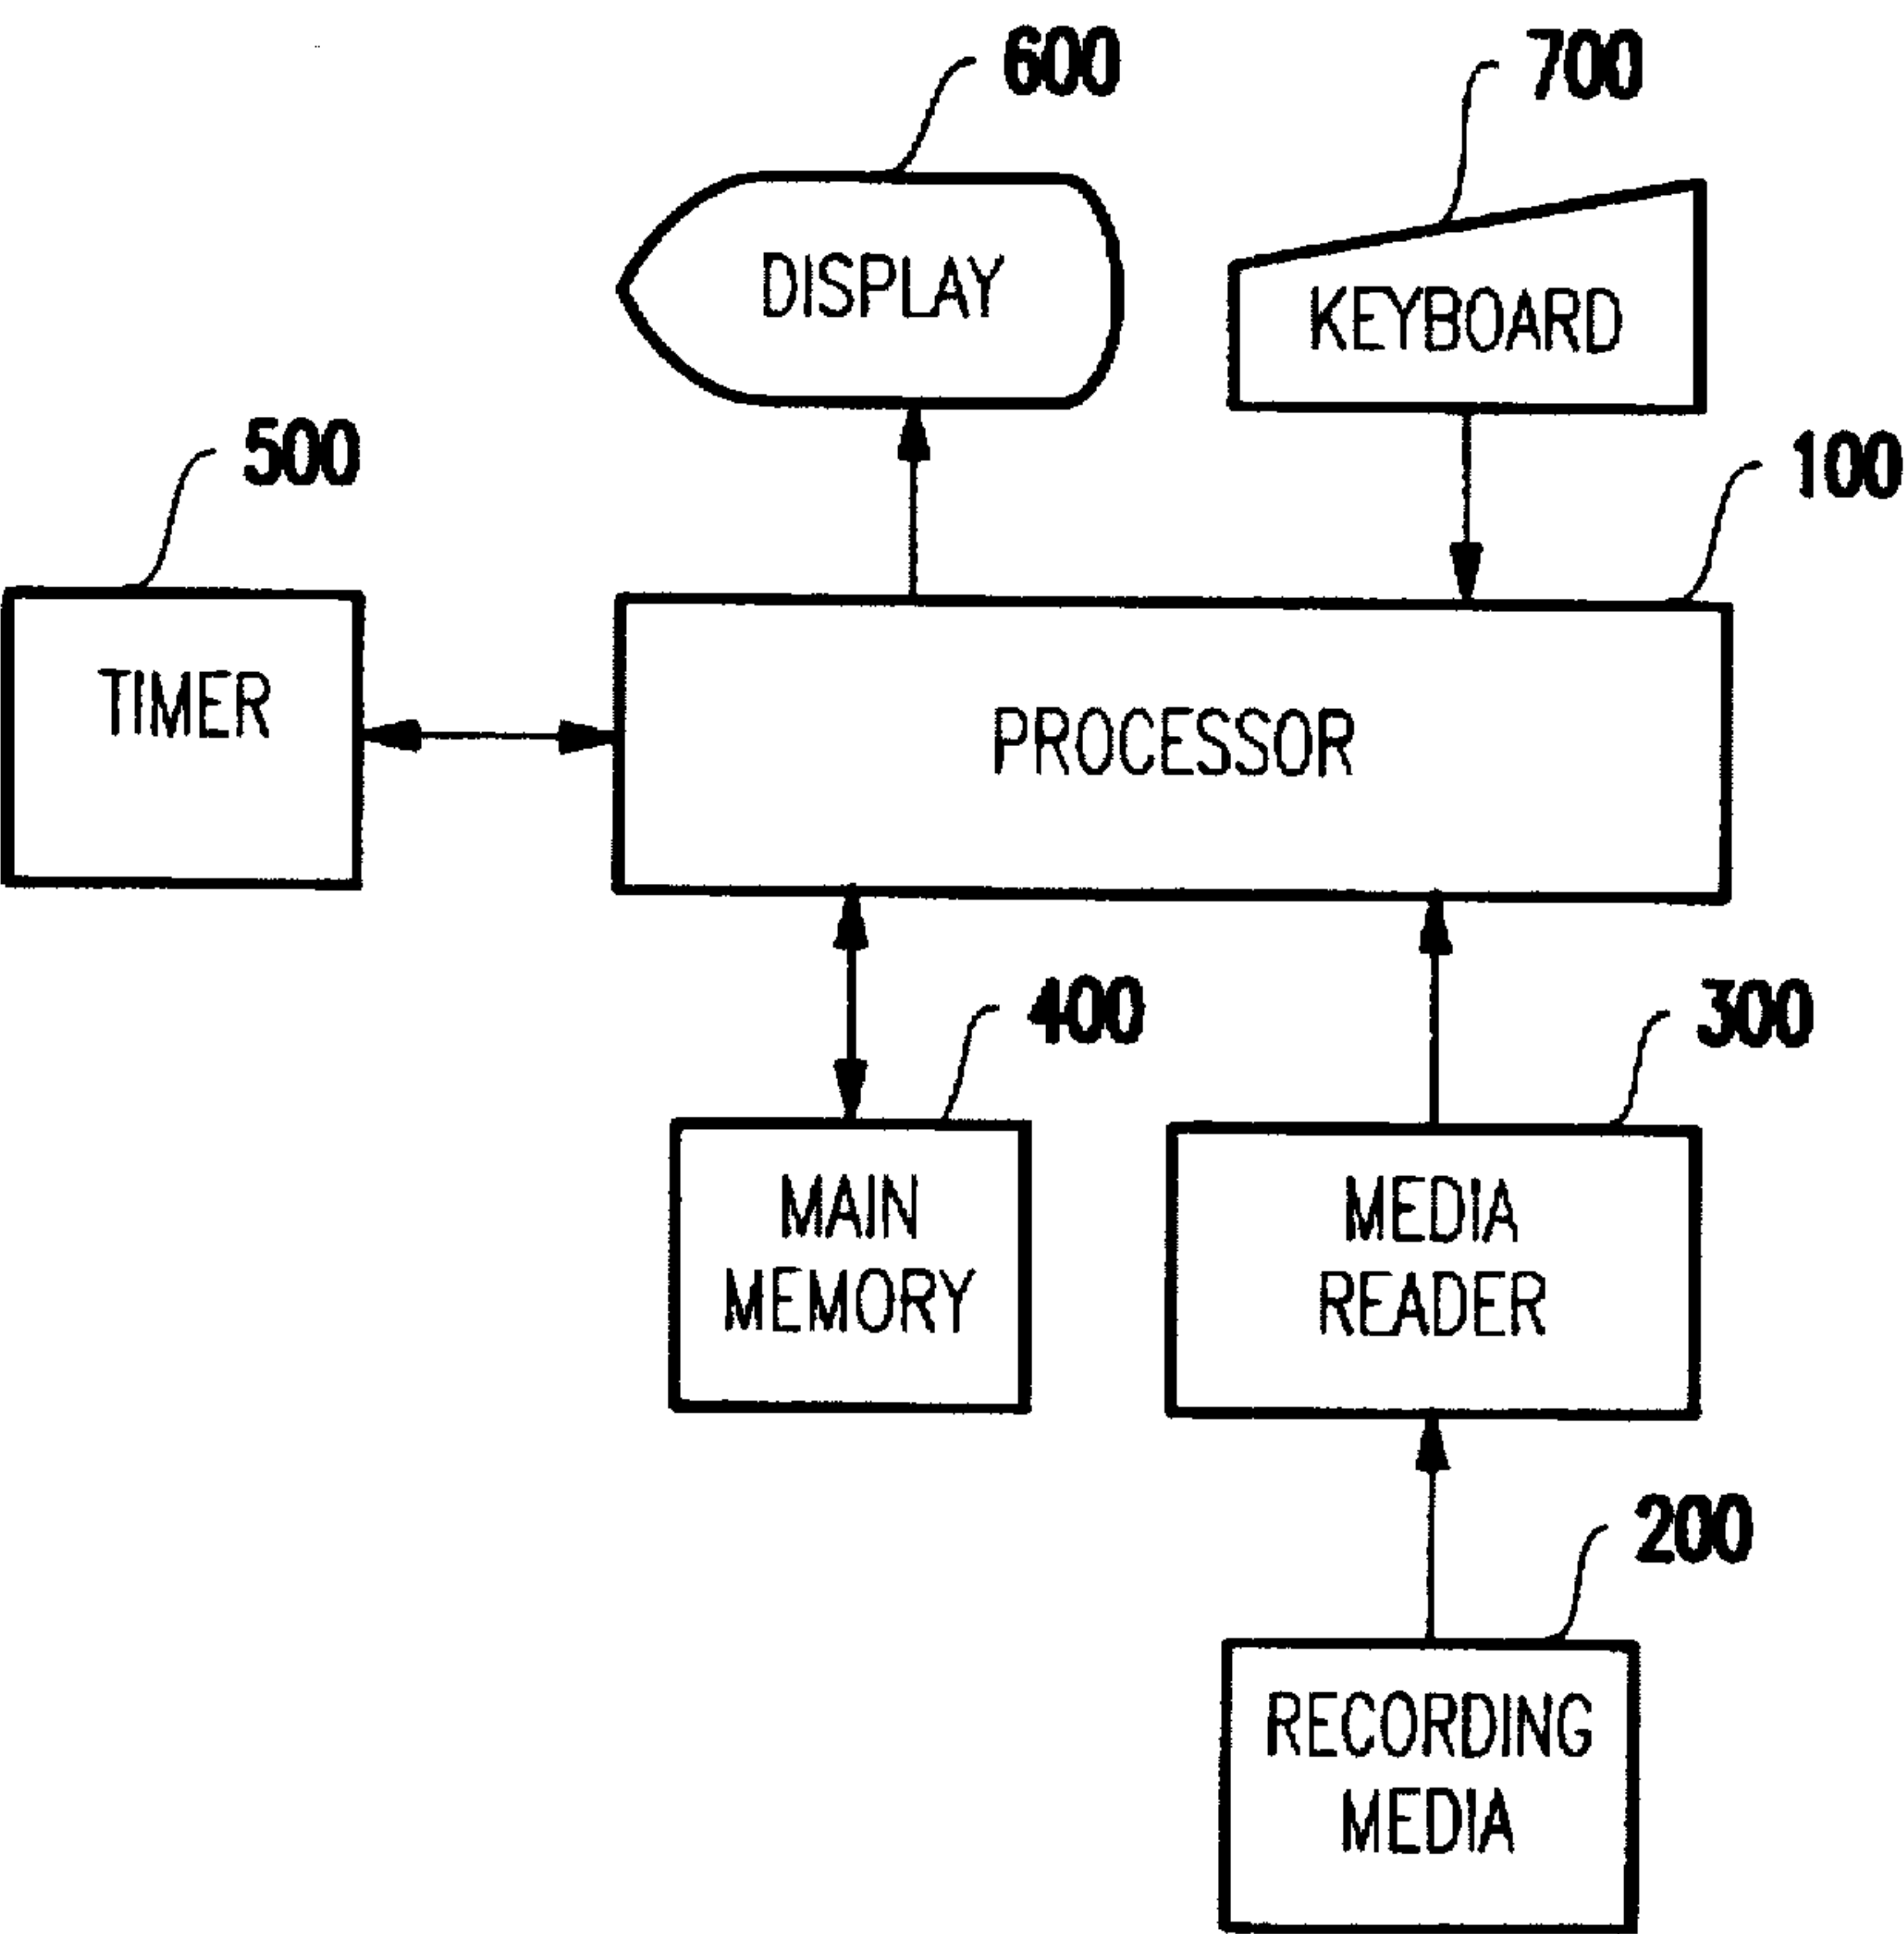 600
700
DISPLAY
KEYBOARD
500
100
TIMER
PROCESSOR
400
300
MAIN
MEMORY
MEDIA
READER
200
RECORDING
MEDIA